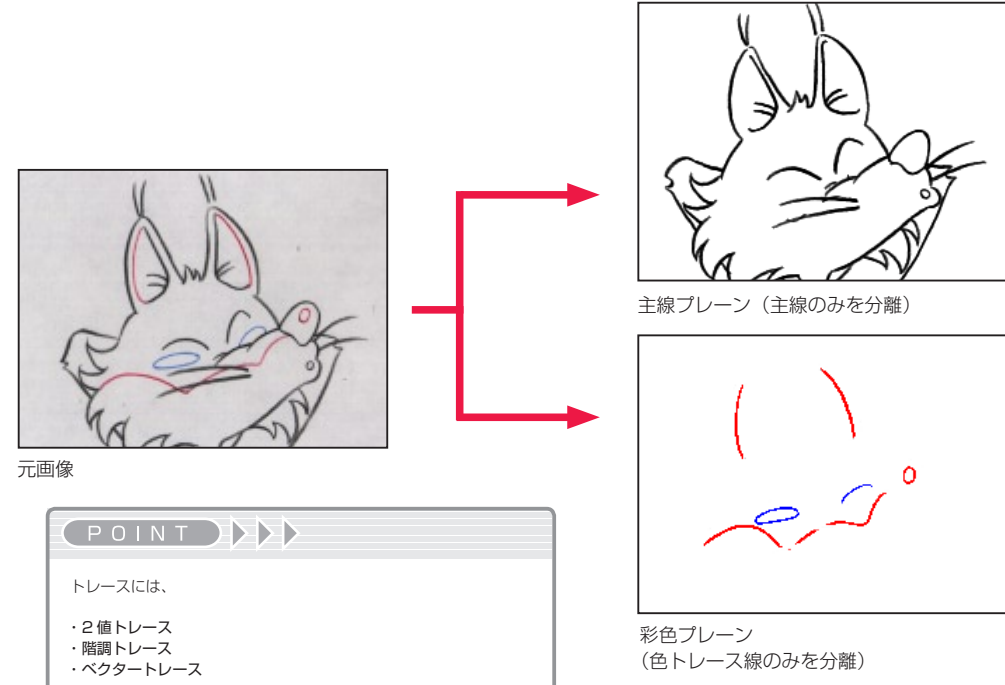 主線プレーン（主線のみを分離）
元画像
彩色プレーン
（色トレース線のみを分離）
POINT
トレースには、
・2 値トレース
・階調トレース
・ベクタートレース